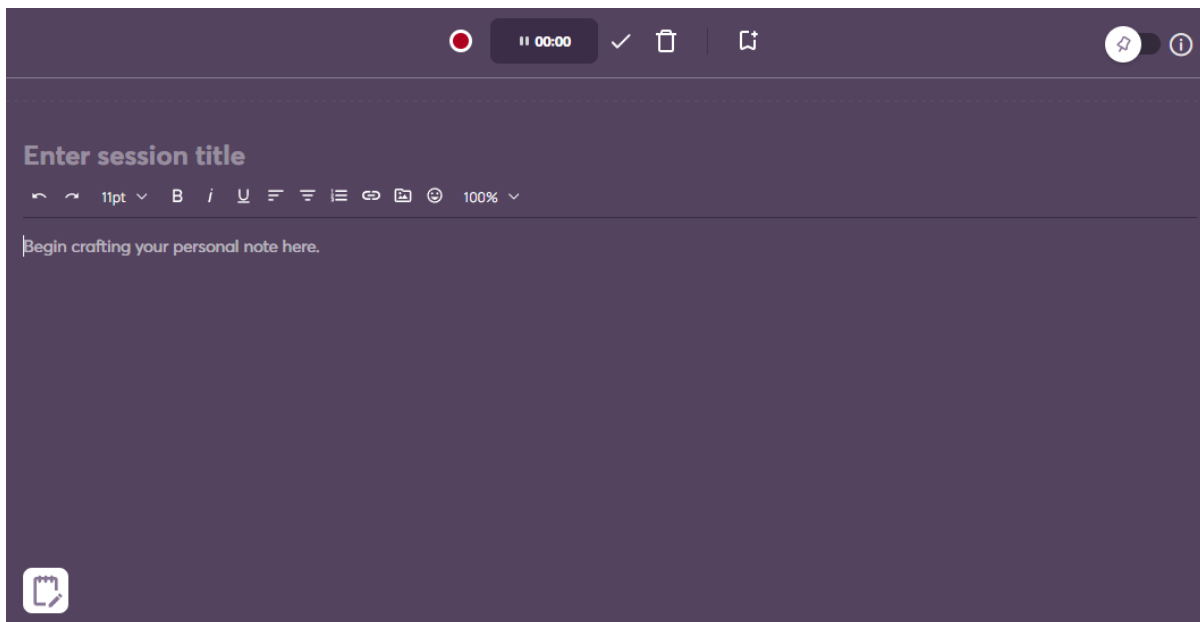 00:00
Enter session title
11pt B i U 100%
Begin crafting your personal note here.